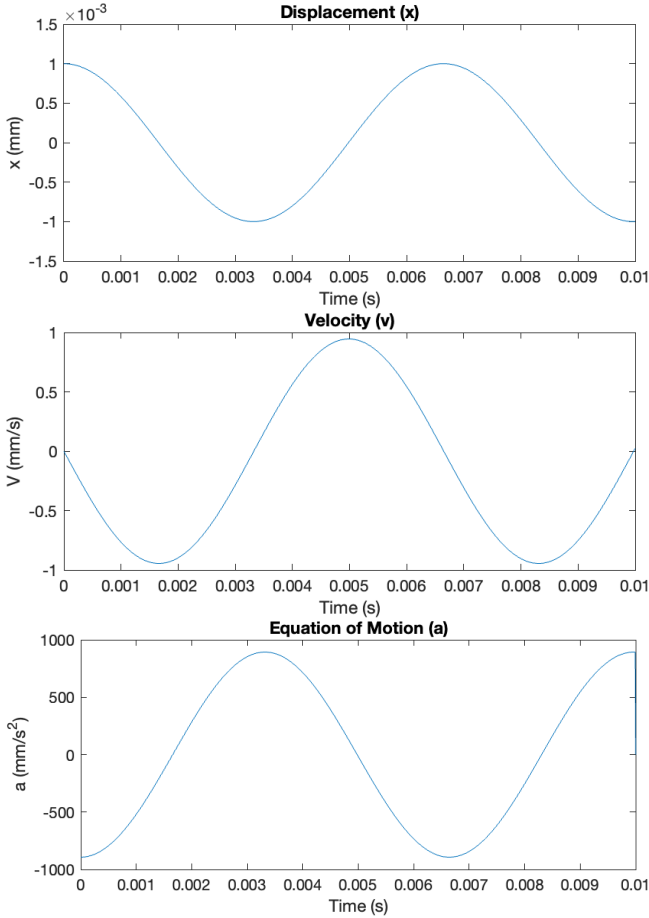 Displacement (x)
×10⁻³
1.5
1
0.5
0
-0.5
-1
-1.5
x (mm)
0 0.001 0.002 0.003 0.004 0.005 0.006 0.007 0.008 0.009 0.01
Time (s)
Velocity (v)
1
0.5
0
-0.5
-1
V (mm/s)
0 0.001 0.002 0.003 0.004 0.005 0.006 0.007 0.008 0.009 0.01
Time (s)
Equation of Motion (a)
1000
500
0
-500
-1000
a (mm/s²)
0 0.001 0.002 0.003 0.004 0.005 0.006 0.007 0.008 0.009 0.01
Time (s)